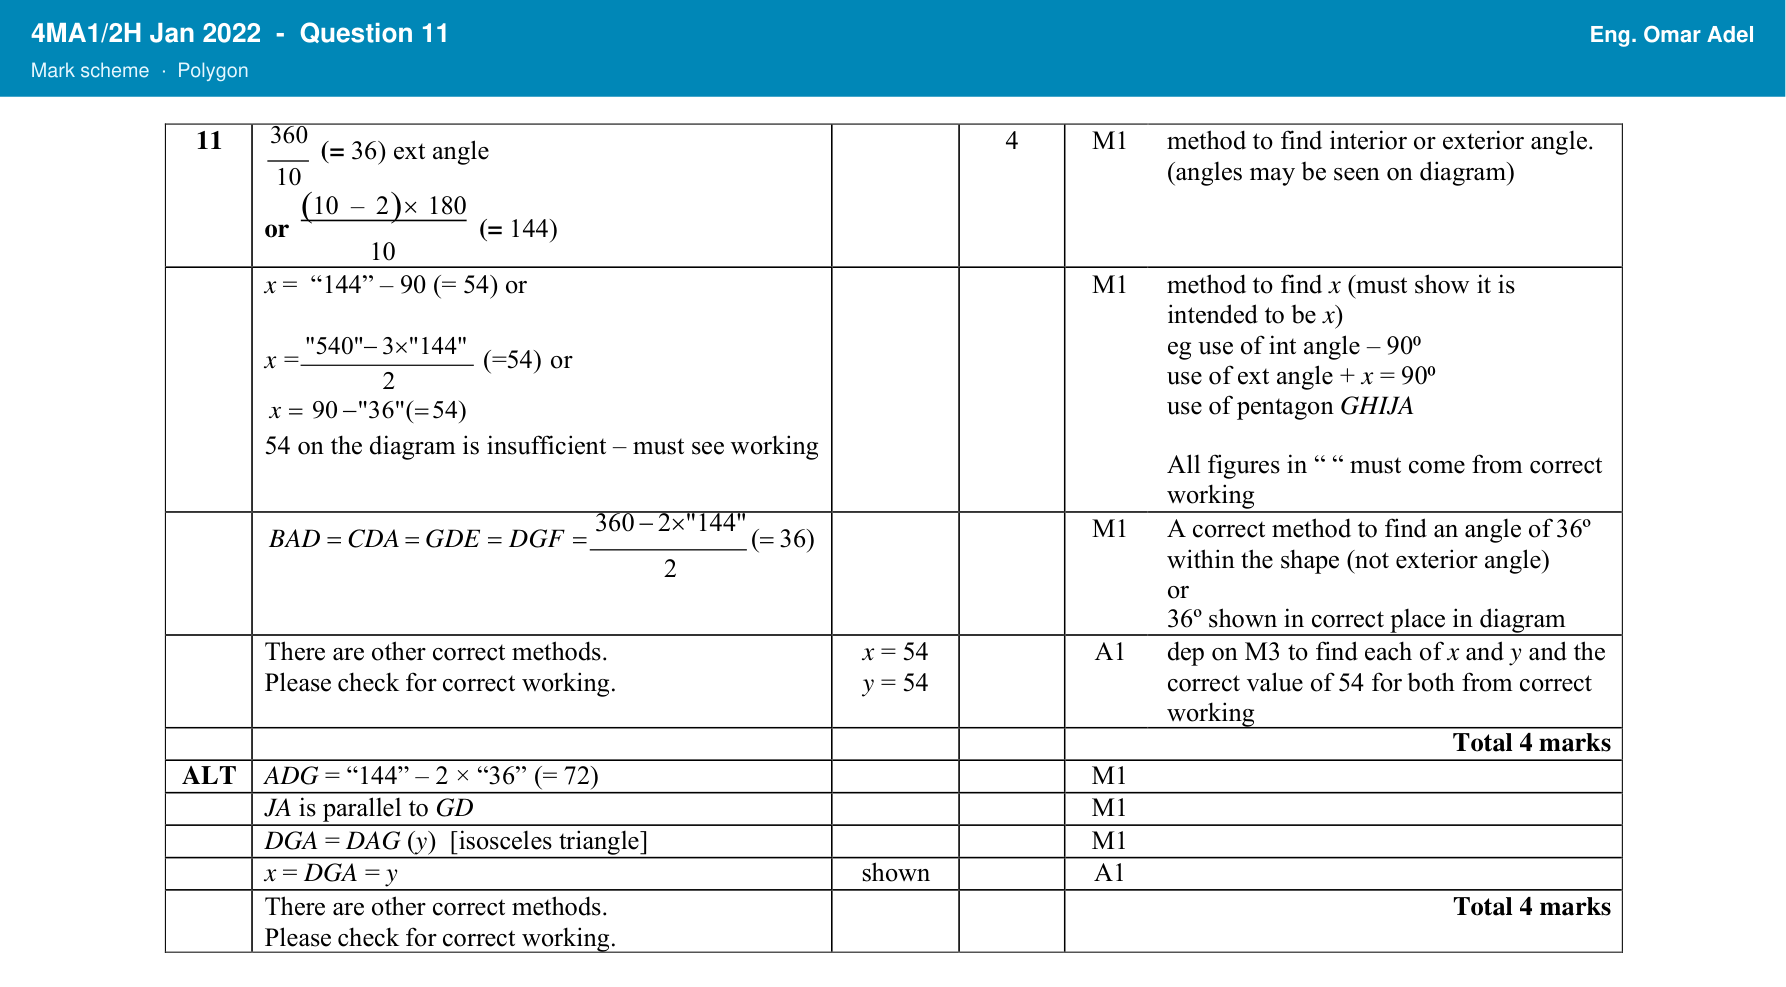 4MA1/2H Jan 2022 - Question 11
Eng. Omar Adel
Mark scheme · Polygon
11
360
10
(= 36) ext angle
or
(10 – 2)× 180
10
(= 144)
4
M1
method to find interior or exterior angle.
(angles may be seen on diagram)
x = “144” – 90 (= 54) or
x = "540"–3×"144"
2
(=54) or
x = 90 –"36"(=54)
54 on the diagram is insufficient – must see working
M1
method to find x (must show it is
intended to be x)
eg use of int angle – 90º
use of ext angle + x = 90º
use of pentagon GHIJA
All figures in “ “ must come from correct
working
BAD = CDA = GDE = DGF = 360 – 2×"144"
2
(= 36)
M1
A correct method to find an angle of 36º
within the shape (not exterior angle)
or
36º shown in correct place in diagram
There are other correct methods.
Please check for correct working.
x = 54
y = 54
A1
dep on M3 to find each of x and y and the
correct value of 54 for both from correct
working
Total 4 marks
ALT
ADG = “144” – 2 × “36” (= 72)
M1
JA is parallel to GD
M1
DGA = DAG (y) [isosceles triangle]
M1
x = DGA = y
shown
A1
There are other correct methods.
Please check for correct working.
Total 4 marks